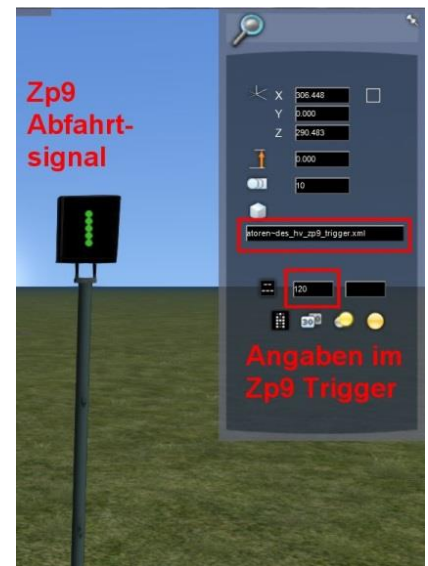 Zp9
Abfahrt-
signal
X 306.448
Y 0.000
Z 290.483
0.000
10
atoren~des_hv_zp9_trigger.xml
120
30
Angaben im
Zp9 Trigger